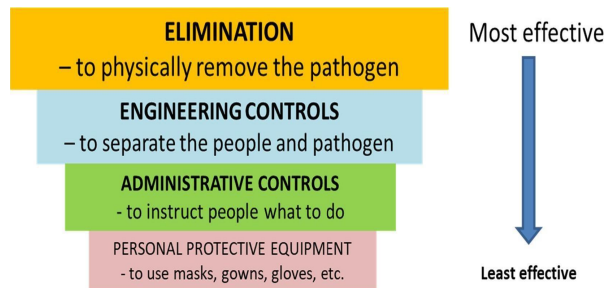 ELIMINATION
– to physically remove the pathogen
Most effective
ENGINEERING CONTROLS
– to separate the people and pathogen
ADMINISTRATIVE CONTROLS
- to instruct people what to do
PERSONAL PROTECTIVE EQUIPMENT
- to use masks, gowns, gloves, etc.
Least effective